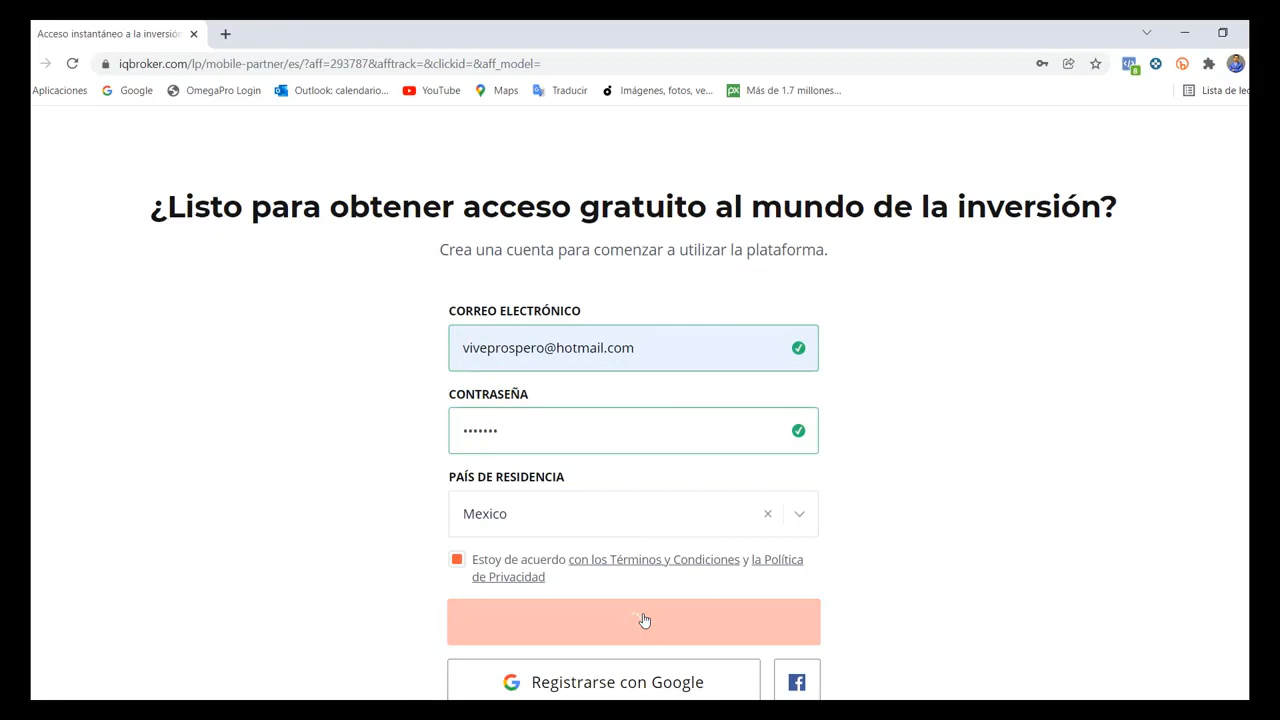 Acceso instantáneo a la inversión
iqbroker.com/lp/mobile-partner/es/?aff=293787&afftrack=&clickid=&aff_model=
8
Aplicaciones Google OmegaPro Login Outlook: calendario... YouTube Maps Traducir Imágenes, fotos, ve... px Más de 1.7 millones... Lista de lec
¿Listo para obtener acceso gratuito al mundo de la inversión?
Crea una cuenta para comenzar a utilizar la plataforma.
CORREO ELECTRÓNICO
viveprospero@hotmail.com
CONTRASEÑA
•••••••
PAÍS DE RESIDENCIA
Mexico
Estoy de acuerdo con los Términos y Condiciones y la Política
de Privacidad
Registrarse con Google